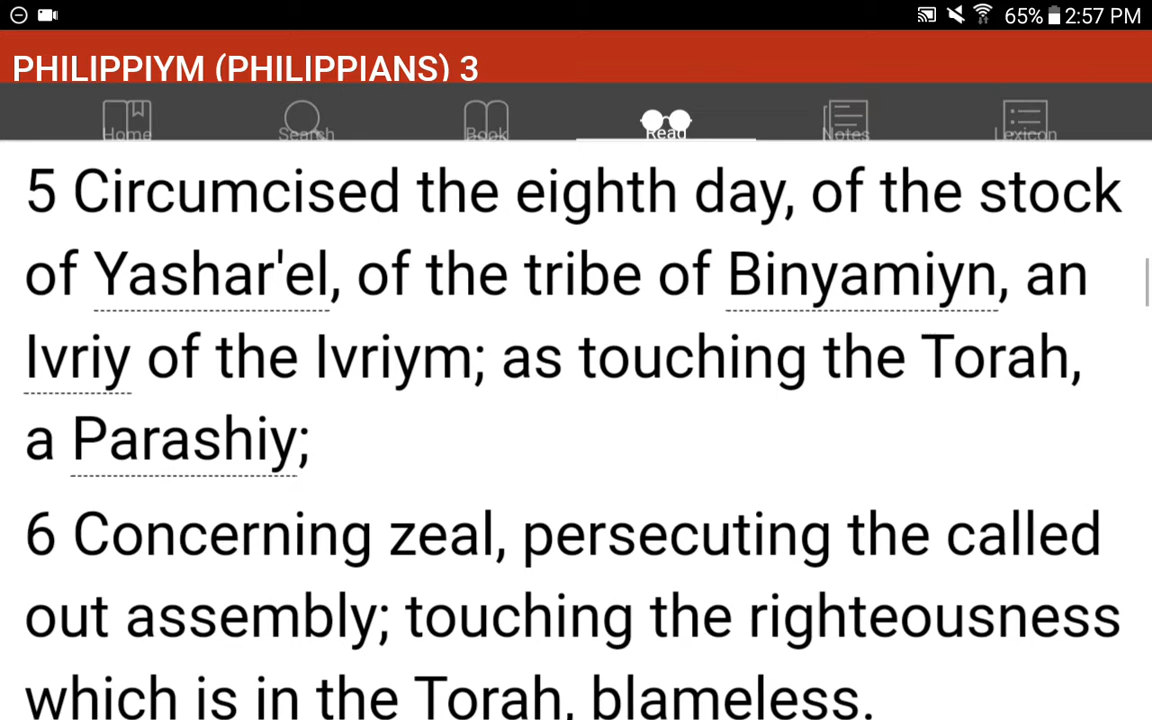 65% 2:57 PM
PHILIPPIYM (PHILIPPIANS) 3
Home Search Book Read Notes Lexicon
5 Circumcised the eighth day, of the stock
of Yashar'el, of the tribe of Binyamiyn, an
Ivriy of the Ivriym; as touching the Torah,
a Parashiy;
6 Concerning zeal, persecuting the called
out assembly; touching the righteousness
which is in the Torah, blameless.